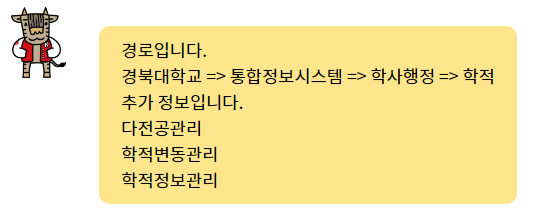 경로입니다.
경북대학교 => 통합정보시스템 => 학사행정 => 학적
추가 정보입니다.
다전공관리
학적변동관리
학적정보관리